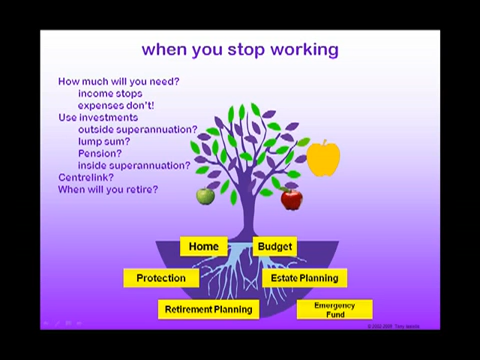 when you stop working
How much will you need?
income stops
expenses don't!
Use investments
outside superannuation?
lump sum?
Pension?
inside superannuation?
Centrelink?
When will you retire?
Home
Budget
Protection
Estate Planning
Retirement Planning
Emergency
Fund